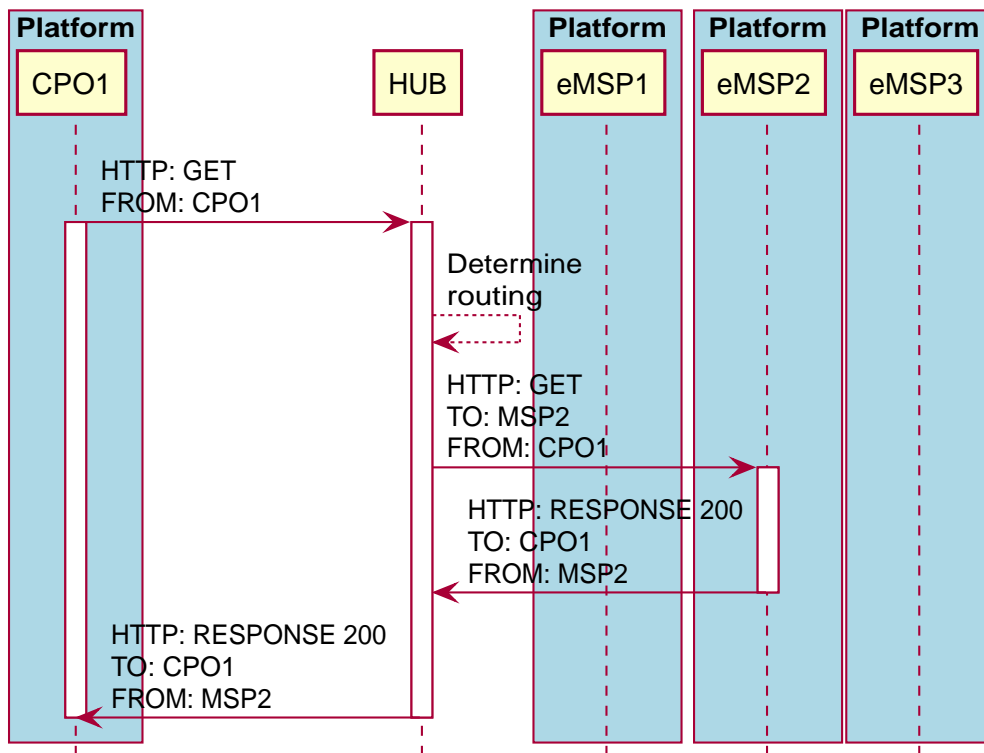 Platform
Platform
Platform
Platform
CPO1
HUB
eMSP1
eMSP2
eMSP3
HTTP: GET
FROM: CPO1
Determine
routing
HTTP: GET
TO: MSP2
FROM: CPO1
HTTP: RESPONSE 200
TO: CPO1
FROM: MSP2
HTTP: RESPONSE 200
TO: CPO1
FROM: MSP2